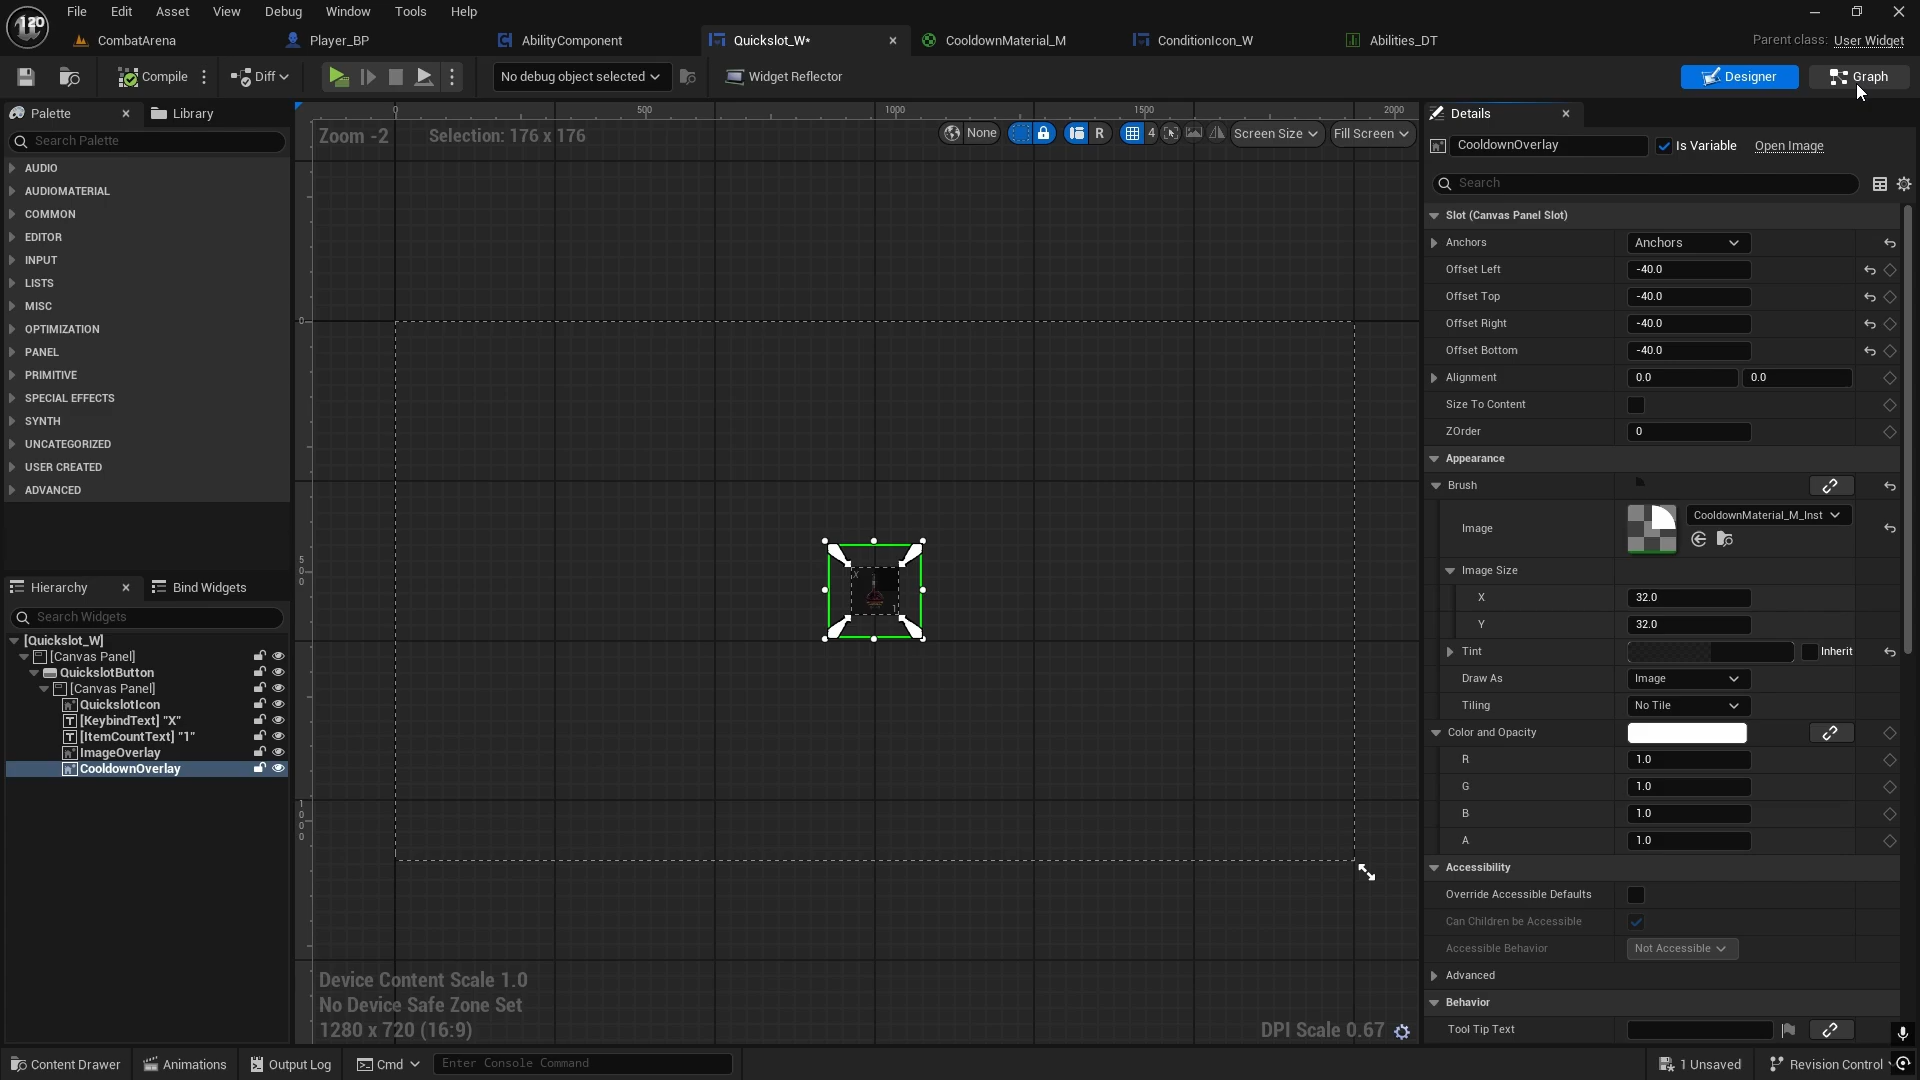 120
File Edit Asset View Debug Window Tools Help
CombatArena Player_BP AbilityComponent Quickslot_W* CooldownMaterial_M ConditionIcon_W Abilities_DT Parent class: User Widget
Compile Diff No debug object selected Widget Reflector Designer Graph
Palette Library
Search Palette
AUDIO
AUDIOMATERIAL
COMMON
EDITOR
INPUT
LISTS
MISC
OPTIMIZATION
PANEL
PRIMITIVE
SPECIAL EFFECTS
SYNTH
UNCATEGORIZED
USER CREATED
ADVANCED
Hierarchy Bind Widgets
Search Widgets
[Quickslot_W]
[Canvas Panel]
QuickslotButton
[Canvas Panel]
QuickslotIcon
[KeybindText] "X"
[ItemCountText] "1"
ImageOverlay
CooldownOverlay
0 500 1000 1500 2000
Zoom -2 Selection: 176 x 176 None R 4 Screen Size Fill Screen
0
500
1000
X
1
Device Content Scale 1.0
No Device Safe Zone Set
1280 x 720 (16:9)
DPI Scale 0.67
Details
CooldownOverlay Is Variable Open Image
Search
Slot (Canvas Panel Slot)
Anchors Anchors
Offset Left -40.0
Offset Top -40.0
Offset Right -40.0
Offset Bottom -40.0
Alignment 0.0 0.0
Size To Content
ZOrder 0
Appearance
Brush
Image CooldownMaterial_M_Inst
Image Size
X 32.0
Y 32.0
Tint Inherit
Draw As Image
Tiling No Tile
Color and Opacity
R 1.0
G 1.0
B 1.0
A 1.0
Accessibility
Override Accessible Defaults
Can Children be Accessible
Accessible Behavior Not Accessible
Advanced
Behavior
Tool Tip Text
Content Drawer Animations Output Log Cmd Enter Console Command 1 Unsaved Revision Control